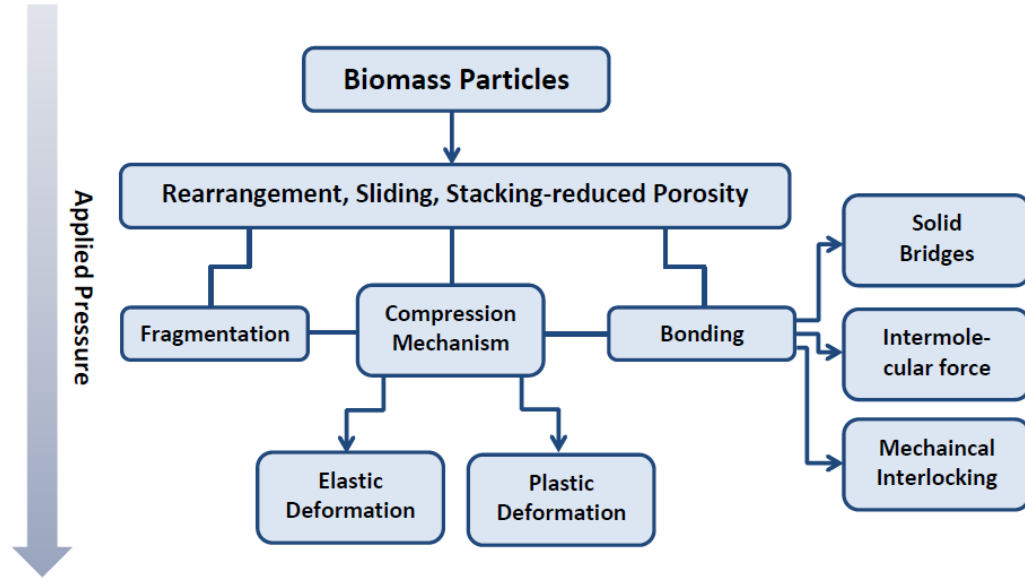 Biomass Particles
Rearrangement, Sliding, Stacking-reduced Porosity
Applied Pressure
Fragmentation
Compression
Mechanism
Bonding
Solid
Bridges
Intermole-
cular force
Mechaincal
Interlocking
Elastic
Deformation
Plastic
Deformation